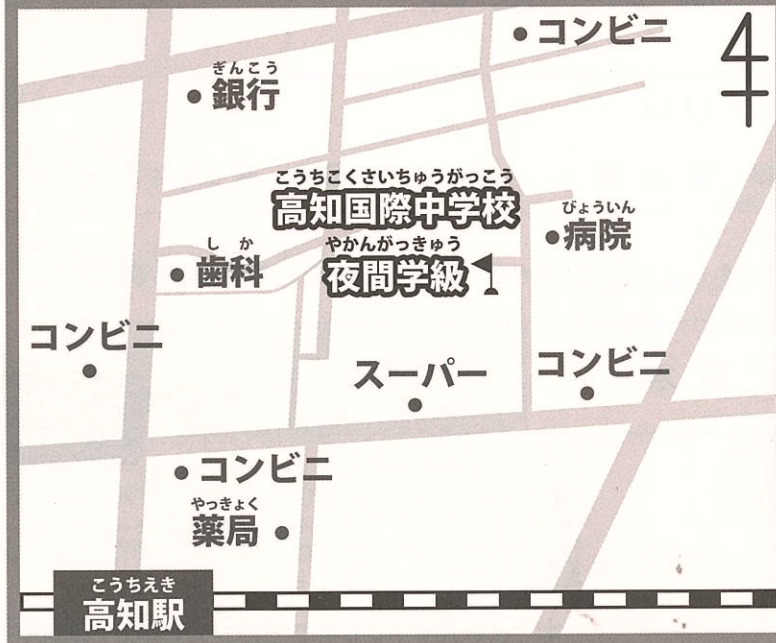 コンビニ
ぎんこう
銀行
こうちこくさいちゅうがっこう
高知国際中学校
やかんがっきゅう
夜間学級
びょういん
病院
しか
歯科
コンビニ
スーパー
コンビニ
コンビニ
やっきょく
薬局
こうちえき
高知駅